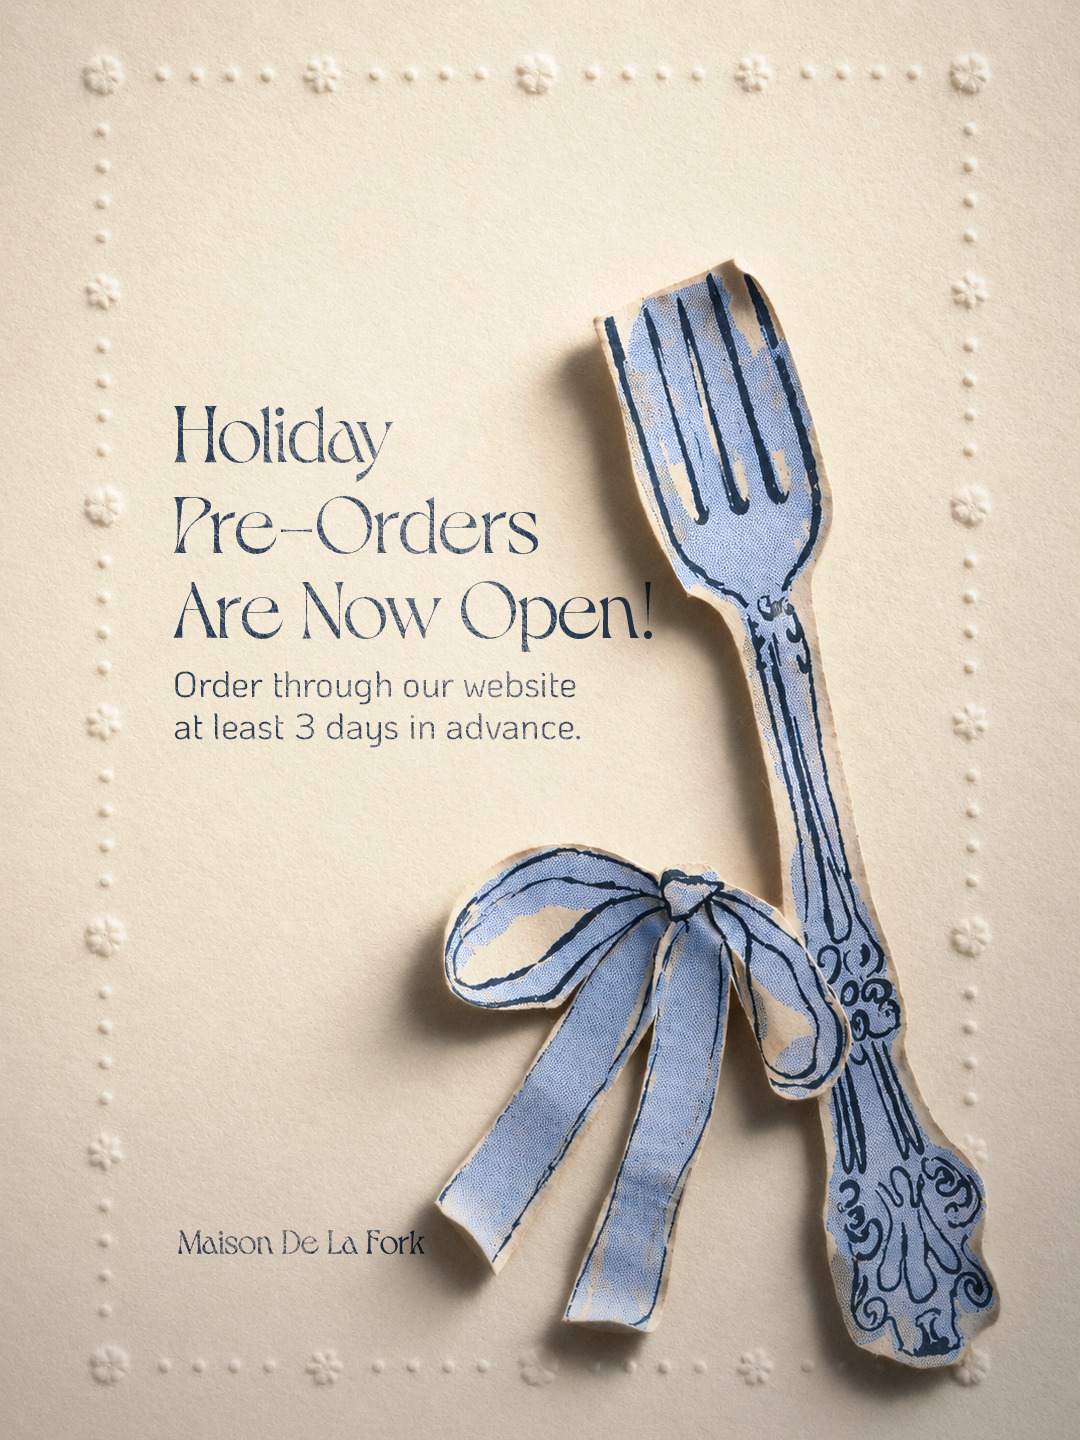 Holiday
Pre-Orders
Are Now Open!
Order through our website
at least 3 days in advance.
Maison De La Fork